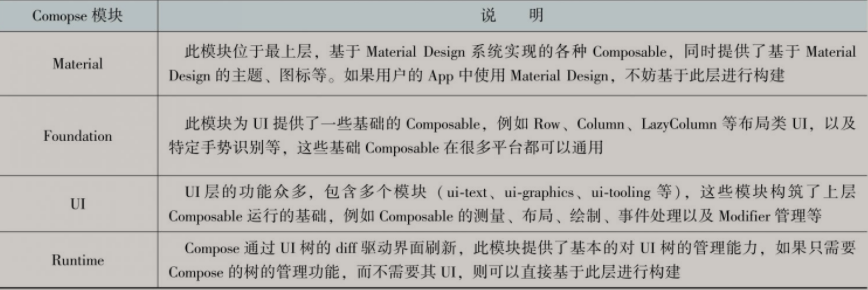 Comopse 模块 说 明
Material
此模块位于最上层，基于 Material Design 系统实现的各种 Composable，同时提供了基于 Material
Design 的主题、图标等。如果用户的 App 中使用 Material Design，不妨基于此层进行构建
Foundation
此模块为 UI 提供了一些基础的 Composable，例如 Row、Column、LazyColumn 等布局类 UI，以及
特定手势识别等，这些基础 Composable 在很多平台都可以通用
UI
UI 层的功能众多，包含多个模块（ui-text、ui-graphics、ui-tooling 等），这些模块构筑了上层
Composable 运行的基础，例如 Composable 的测量、布局、绘制、事件处理以及 Modifier 管理等
Runtime
Compose 通过 UI 树的 diff 驱动界面刷新，此模块提供了基本的对 UI 树的管理能力，如果只需要
Compose 的树的管理功能，而不需要其 UI，则可以直接基于此层进行构建